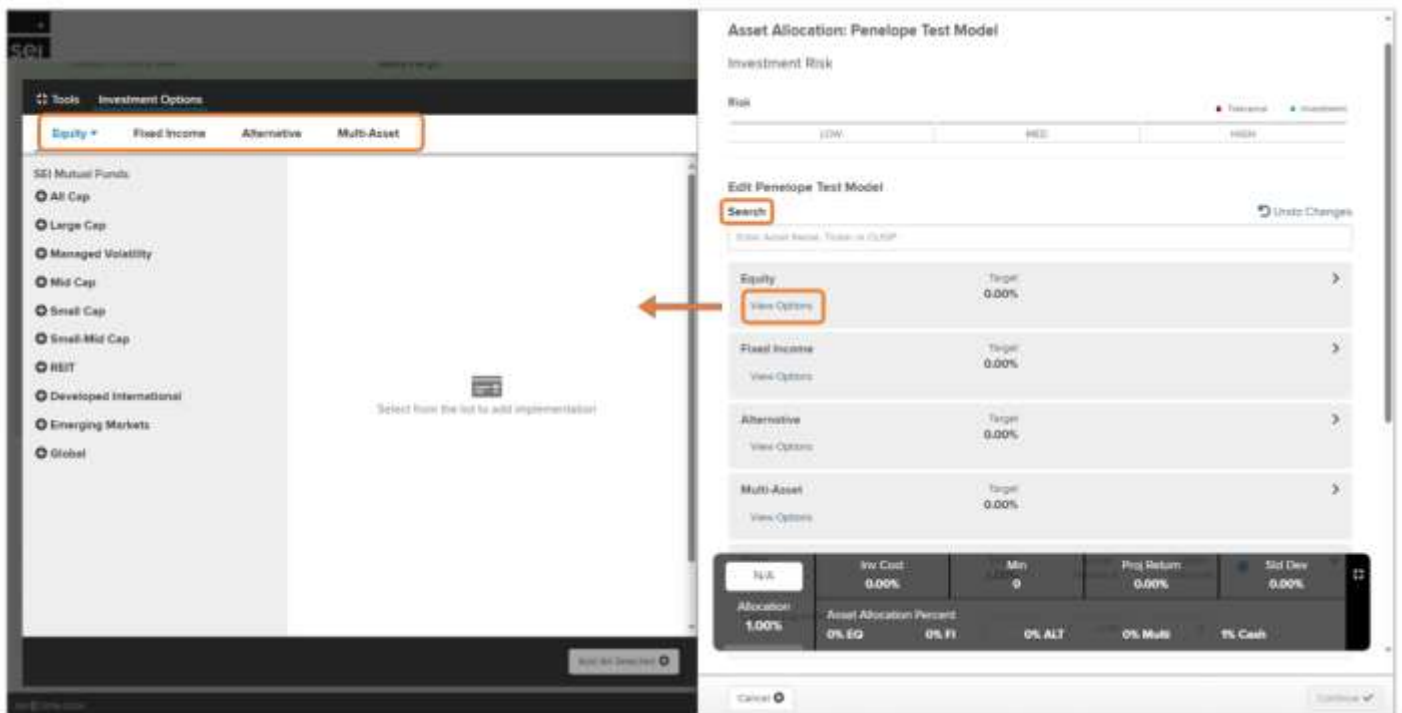 sei
Tools Investment Options
Equity Fixed Income Alternative Multi-Asset
SEI Mutual Funds
All Cap
Large Cap
Managed Volatility
Mid Cap
Small Cap
Small-Mid Cap
REIT
Developed International
Emerging Markets
Global
Select from the list to add implementation
Add All Selected
Asset Allocation: Penelope Test Model
Investment Risk
Risk
Tolerance Investment
LOW MED HIGH
Edit Penelope Test Model
Search Undo Changes
Enter Asset Name, Ticker or CUSIP
Equity Target
0.00%
View Options
Fixed Income Target
0.00%
View Options
Alternative Target
0.00%
View Options
Multi-Asset Target
0.00%
View Options
N/A Inv Cost Min Proj Return Std Dev
0.00% 0 0.00% 0.00%
Allocation Asset Allocation Percent
1.00% 0% EQ 0% FI 0% ALT 0% Multi 1% Cash
Cancel Continue